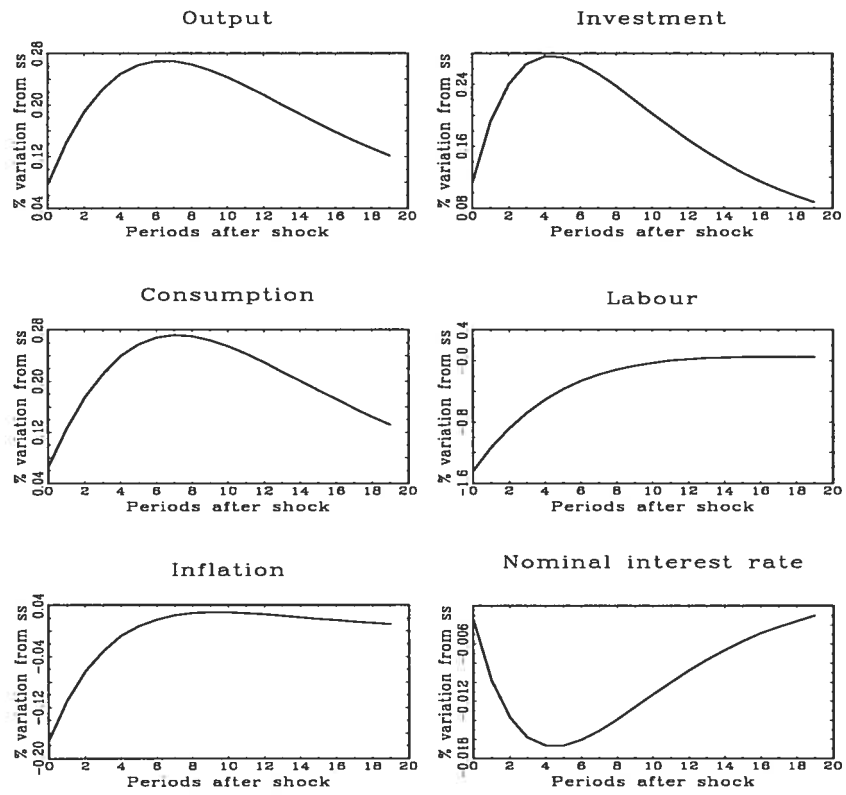 Output
% variation from ss
0.04 0.12 0.20 0.28
0 2 4 6 8 10 12 14 16 18 20
Periods after shock
Investment
% variation from ss
0.08 0.16 0.24
0 2 4 6 8 10 12 14 16 18 20
Periods after shock
Consumption
% variation from ss
0.04 0.12 0.20 0.28
0 2 4 6 8 10 12 14 16 18 20
Periods after shock
Labour
% variation from ss
-1.6 -0.8 -0.0 0.4
0 2 4 6 8 10 12 14 16 18 20
Periods after shock
Inflation
% variation from ss
-0.20 -0.12 -0.04 0.04
0 2 4 6 8 10 12 14 16 18 20
Periods after shock
Nominal interest rate
% variation from ss
-0.018 -0.012 -0.006
0 2 4 6 8 10 12 14 16 18 20
Periods after shock